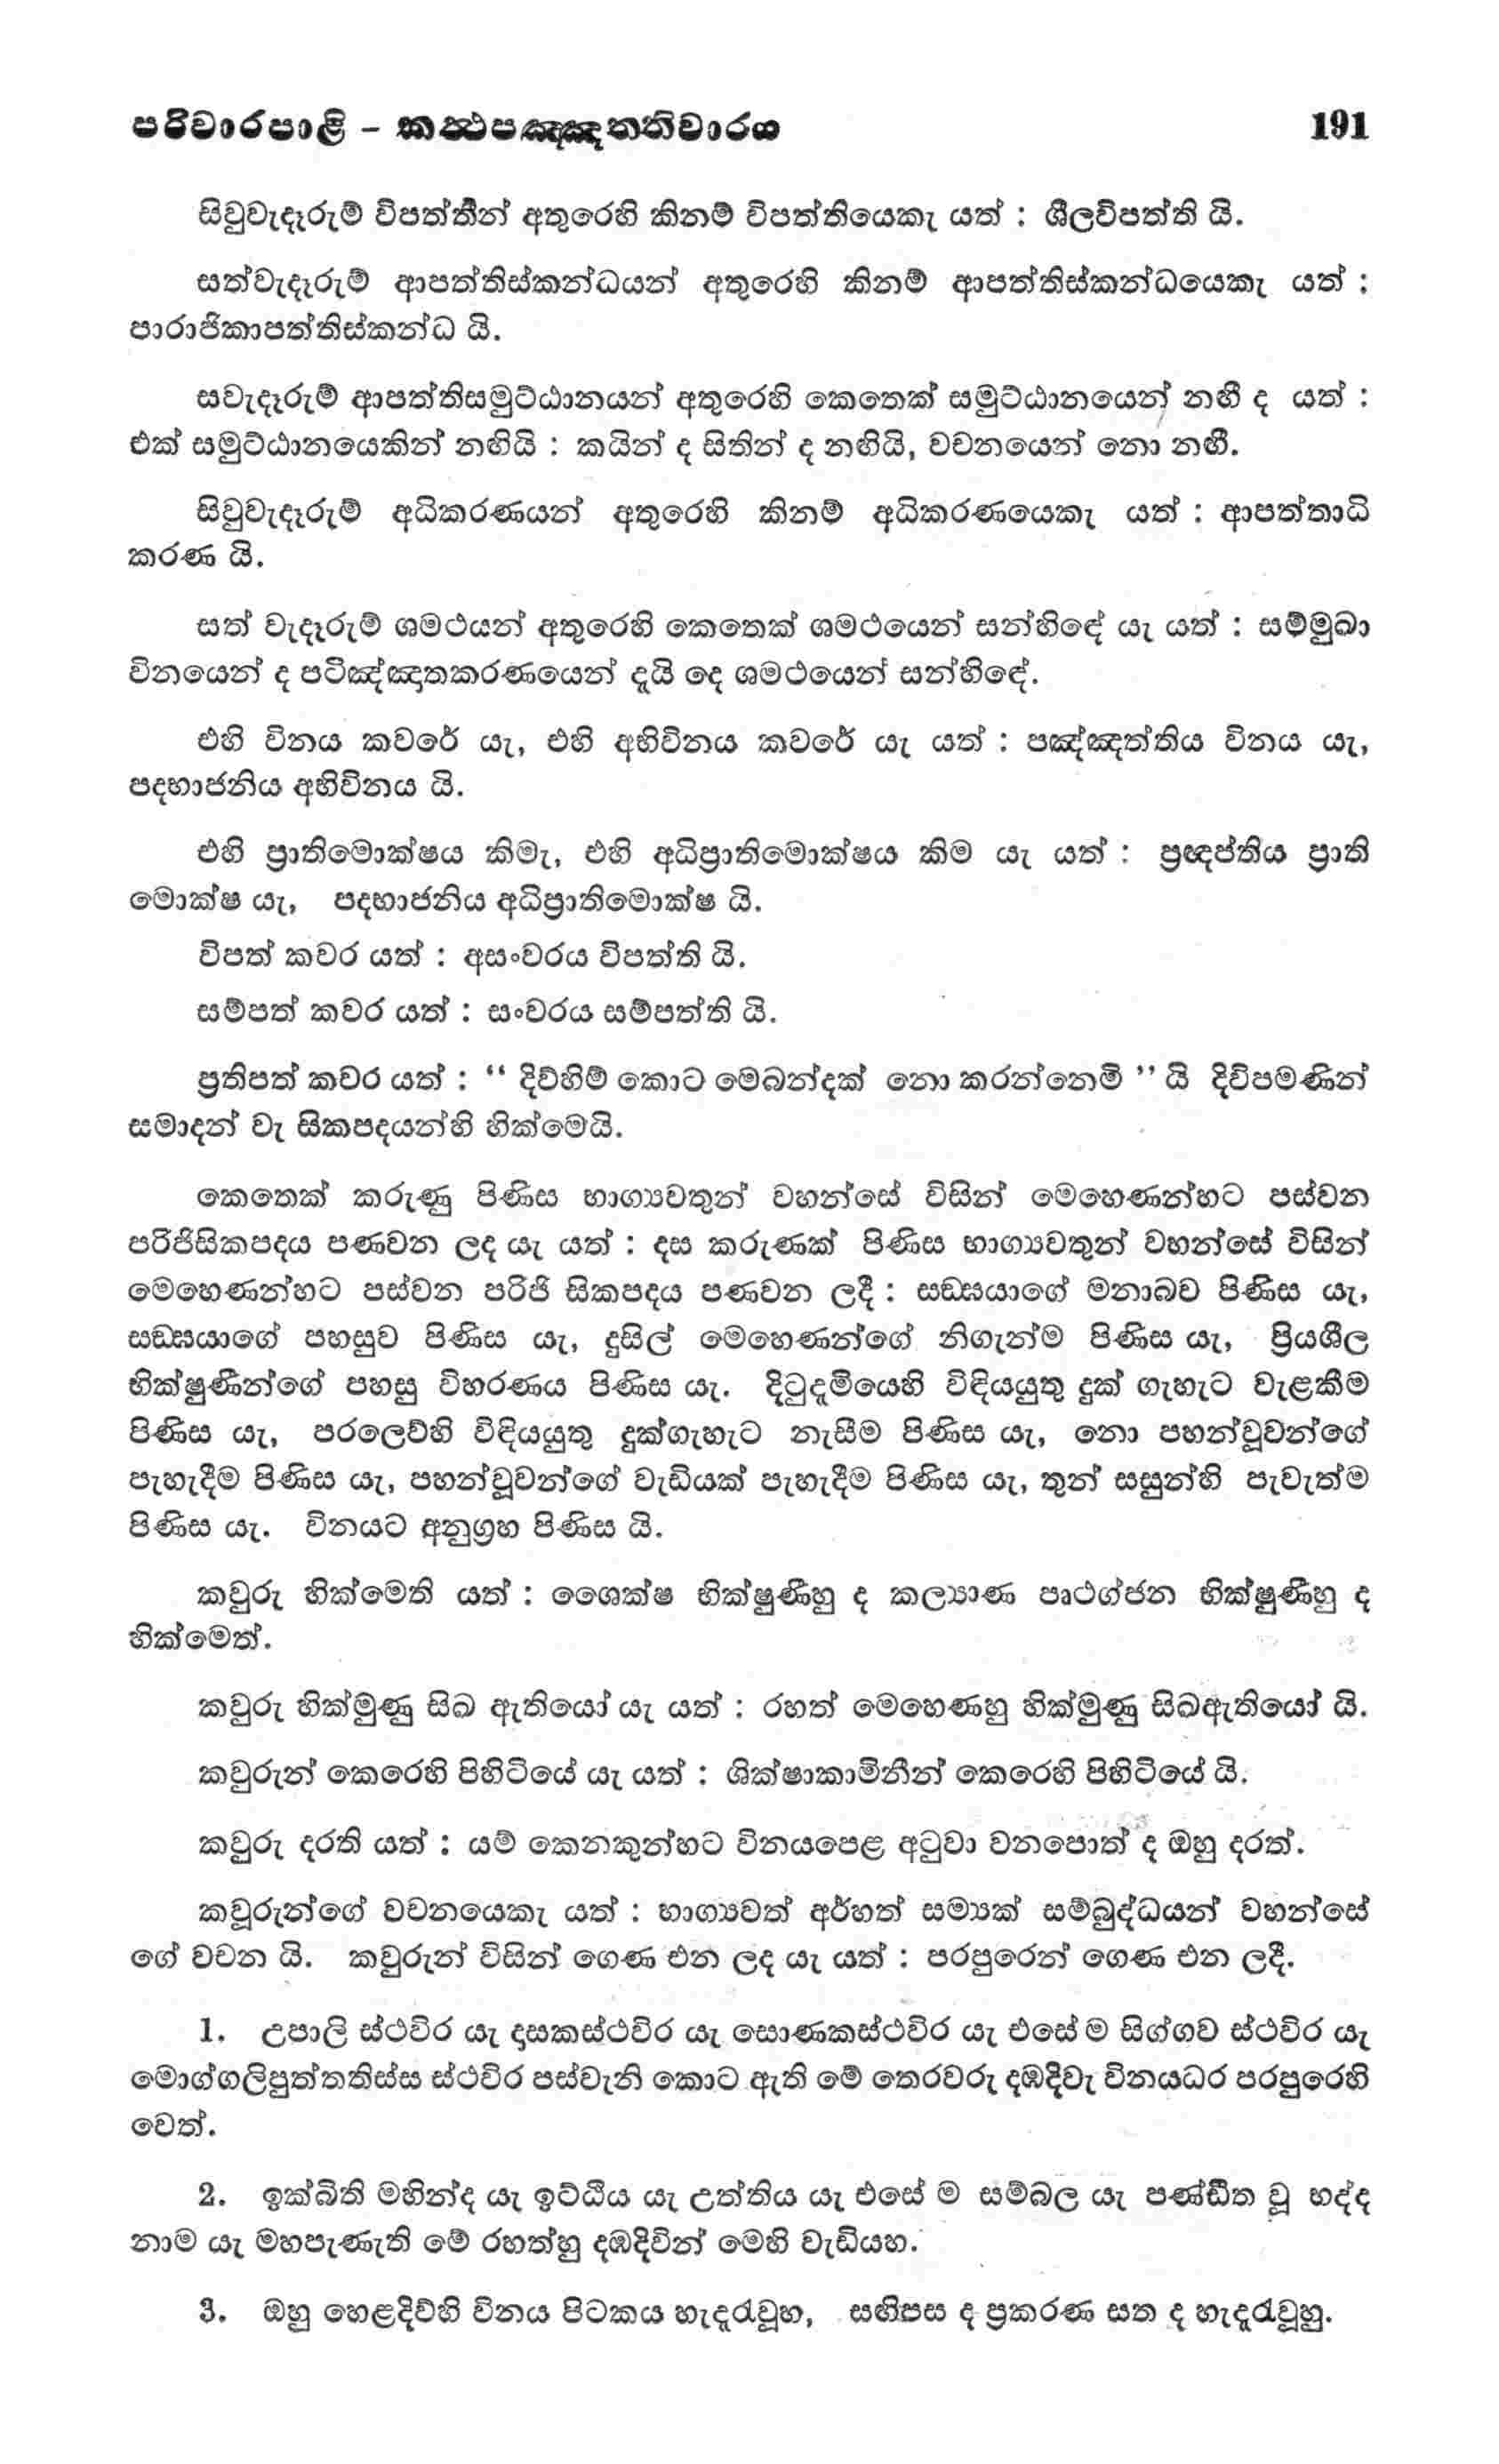 පරිවාරපාළි – කත්‍ථපඤ්ඤත්තිවාරය 191
සිවුවැදෑරුම් විපත්තීන් අතුරෙහි කිනම් විපත්තියෙකැ යත් : ශීලවිපත්ති යි.
සත්වැදෑරුම් ආපත්තිස්කන්ධයන් අතුරෙහි කිනම් ආපත්තිස්කන්ධයෙකැ යත් ;
පාරාජිකාපත්තිස්කන්ධ යි.
සවැදෑරුම් ආපත්තිසමුට්ඨානයන් අතුරෙහි කෙතෙක් සමුට්ඨානයෙන් නඟී ද යත් :
එක් සමුට්ඨානයෙකින් නඟියි : කයින් ද සිතින් ද නඟියි, වචනයෙන් නො නඟී.
සිවුවැදෑරුම් අධිකරණයන් අතුරෙහි කිනම් අධිකරණයෙකැ යත් : ආපත්තාධි
කරණ යි.
සත් වැදෑරුම් ශමථයන් අතුරෙහි කෙතෙක් ශමථයෙන් සන්හිඳේ යැ යත් : සම්මුඛා
විනයෙන් ද පටිඤ්ඤාතකරණයෙන් දැයි දෙ ශමථයෙන් සන්හිඳේ.
එහි විනය කවරේ යැ, එහි අභිවිනය කවරේ යැ යත් : පඤ්ඤත්තිය විනය යැ,
පදභාජනිය අභිවිනය යි.
එහි ප්‍රාතිමොක්ෂය කිමැ, එහි අධිප්‍රාතිමොක්ෂය කිම යැ යත් : ප්‍රඥප්තිය ප්‍රාති
මොක්ෂ යැ, පදභාජනිය අධිප්‍රාතිමොක්ෂ යි.
විපත් කවර යත් : අසංවරය විපත්ති යි.
සම්පත් කවර යත් : සංවරය සම්පත්ති යි.
ප්‍රතිපත් කවර යත් : “ දිව්හිම් කොට මෙබන්දක් නො කරන්නෙමි ” යි දිවිපමණින්
සමාදන් වැ සිකපදයන්හි හික්මෙයි.
කෙතෙක් කරුණු පිණිස භාග්‍යවතුන් වහන්සේ විසින් මෙහෙණන්හට පස්වන
පරිජිසිකපදය පණවන ලද යැ යත් : දස කරුණක් පිණිස භාග්‍යවතුන් වහන්සේ විසින්
මෙහෙණන්හට පස්වන පරිජි සිකපදය පණවන ලදී : සඞ්ඝයාගේ මනාබව පිණිස යැ,
සඞ්ඝයාගේ පහසුව පිණිස යැ, දුසිල් මෙහෙණන්ගේ නිගැන්ම පිණිස යැ, ප්‍රියශීල
භික්ෂුණීන්ගේ පහසු විහරණය පිණිස යැ. දිටුදැමියෙහි විඳියයුතු දුක් ගැහැට වැළකීම
පිණිස යැ, පරලෙව්හි විඳියයුතු දුක්ගැහැට නැසීම පිණිස යැ, නො පහන්වූවන්ගේ
පැහැදීම පිණිස යැ, පහන්වූවන්ගේ වැඩියක් පැහැදීම පිණිස යැ, තුන් සසුන්හි පැවැත්ම
පිණිස යැ. විනයට අනුග්‍රහ පිණිස යි.
කවුරු හික්මෙති යත් : ශෛක්ෂ භික්ෂුණීහු ද කල්‍යාණ පෘථග්ජන භික්ෂුණීහු ද
හික්මෙත්.
කවුරු හික්මුණු සිඛ ඇතියෝ යැ යත් : රහත් මෙහෙණහු හික්මුණු සිඛඇතියෝ යි.
කවුරුන් කෙරෙහි පිහිටියේ යැ යත් : ශික්ෂාකාමිනීන් කෙරෙහි පිහිටියේ යි.
කවුරු දරති යත් : යම් කෙනකුන්හට විනයපෙළ අටුවා වනපොත් ද ඔහු දරත්.
කවුරුන්ගේ වචනයෙකැ යත් : භාග්‍යවත් අර්හත් සම්‍යක් සම්බුද්ධයන් වහන්සේ
ගේ වචන යි. කවුරුන් විසින් ගෙණ එන ලද යැ යත් : පරපුරෙන් ගෙණ එන ලදී.
1. උපාලි ස්ථවිර යැ දාසකස්ථවිර යැ සොණකස්ථවිර යැ එසේ ම සිග්ගව ස්ථවිර යැ
මොග්ගලිපුත්තතිස්ස ස්ථවිර පස්වැනි කොට ඇති මේ තෙරවරු දඹදිවැ විනයධර පරපුරෙහි
වෙත්.
2. ඉක්බිති මහින්ද යැ ඉට්ඨිය යැ උත්තිය යැ එසේ ම සම්බල යැ පණ්ඩිත වූ භද්ද
නාම යැ මහපැණැති මේ රහත්හු දඹදිවින් මෙහි වැඩියහ.
3. ඔහු හෙළදිව්හි විනය පිටකය හැදෑරැවූහ, සඟිපස ද ප්‍රකරණ සත ද හැදෑරැවූහු.